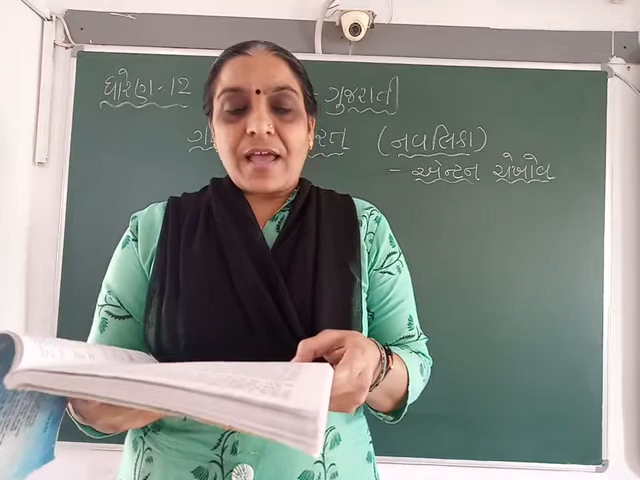 ધોરણ-12 - ગુજરાતી
(નવલિકા)
- એન્ટન ચેખોવ